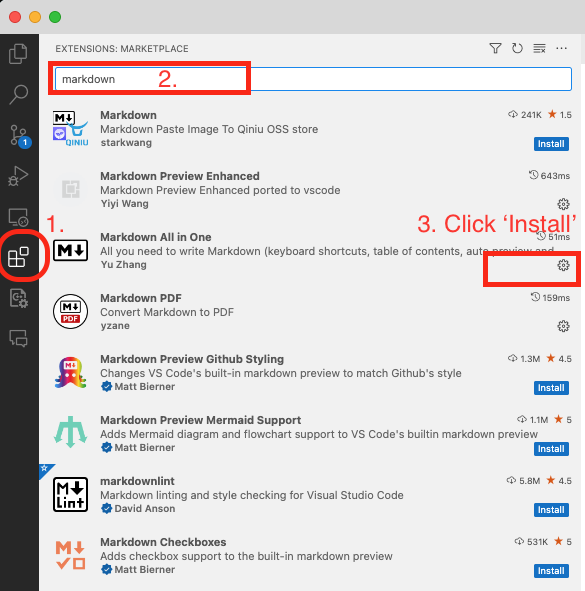 EXTENSIONS: MARKETPLACE
markdown
2.
Markdown
241K ★ 1.5
Markdown Paste Image To Qiniu OSS store
starkwang
Install
M↓
QINIU
1
Markdown Preview Enhanced
643ms
Markdown Preview Enhanced ported to vscode
Yiyi Wang
1.
3. Click ‘Install’
Markdown All in One
51ms
All you need to write Markdown (keyboard shortcuts, table of contents, auto preview and
Yu Zhang
M↓
Markdown PDF
159ms
Convert Markdown to PDF
yzane
M↓
PDF
Markdown Preview Github Styling
1.3M ★ 4.5
Changes VS Code's built-in markdown preview to match Github's style
Matt Bierner
Install
M↓
Markdown Preview Mermaid Support
1.1M ★ 5
Adds Mermaid diagram and flowchart support to VS Code's builtin markdown preview
Matt Bierner
Install
markdownlint
5.8M ★ 4.5
Markdown linting and style checking for Visual Studio Code
David Anson
Install
M↓
Lint
Markdown Checkboxes
531K ★ 5
Adds checkbox support to the built-in markdown preview
Matt Bierner
Install
M↓